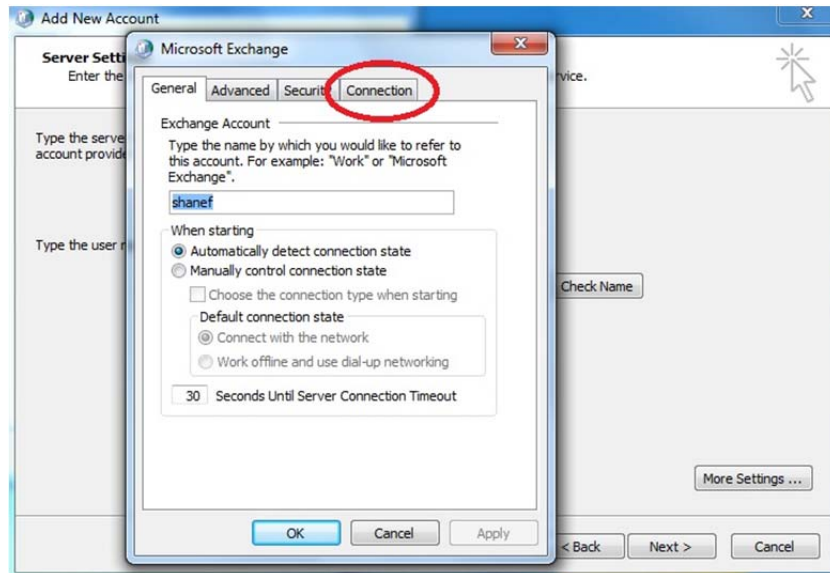 Add New Account
Microsoft Exchange
Server Setti
Enter the
vice.
General Advanced Security Connection
Exchange Account
Type the name by which you would like to refer to
this account. For example: "Work" or "Microsoft
Exchange".
shanef
Type the serve
account provide
When starting
Automatically detect connection state
Manually control connection state
Choose the connection type when starting
Default connection state
Connect with the network
Work offline and use dial-up networking
30 Seconds Until Server Connection Timeout
Type the user n
Check Name
More Settings ...
OK Cancel Apply
< Back Next > Cancel